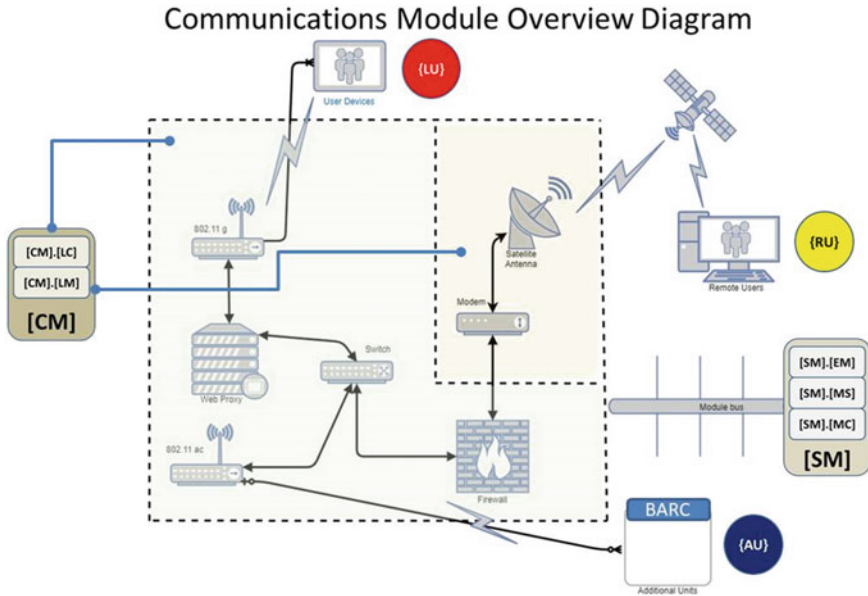 Communications Module Overview Diagram
User Devices
{LU}
802.11 g
Satellite
Antenna
Remote Users
{RU}
[CM].[LC]
[CM].[LM]
[CM]
Modem
Web Proxy
Switch
Module bus
[SM].[EM]
[SM].[MS]
[SM].[MC]
[SM]
802.11 ac
Firewall
BARC
Additional Units
{AU}